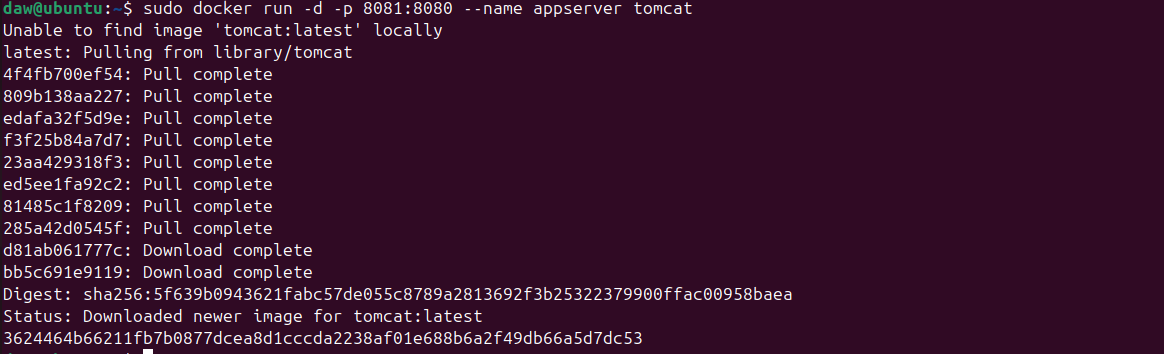 daw@ubuntu:~$ sudo docker run -d -p 8081:8080 --name appserver tomcat
Unable to find image 'tomcat:latest' locally
latest: Pulling from library/tomcat
4f4fb700ef54: Pull complete
809b138aa227: Pull complete
edafa32f5d9e: Pull complete
f3f25b84a7d7: Pull complete
23aa429318f3: Pull complete
ed5ee1fa92c2: Pull complete
81485c1f8209: Pull complete
285a42d0545f: Pull complete
d81ab061777c: Download complete
bb5c691e9119: Download complete
Digest: sha256:5f639b0943621fabc57de055c8789a2813692f3b25322379900ffac00958baea
Status: Downloaded newer image for tomcat:latest
3624464b66211fb7b0877dcea8d1cccda2238af01e688b6a2f49db66a5d7dc53